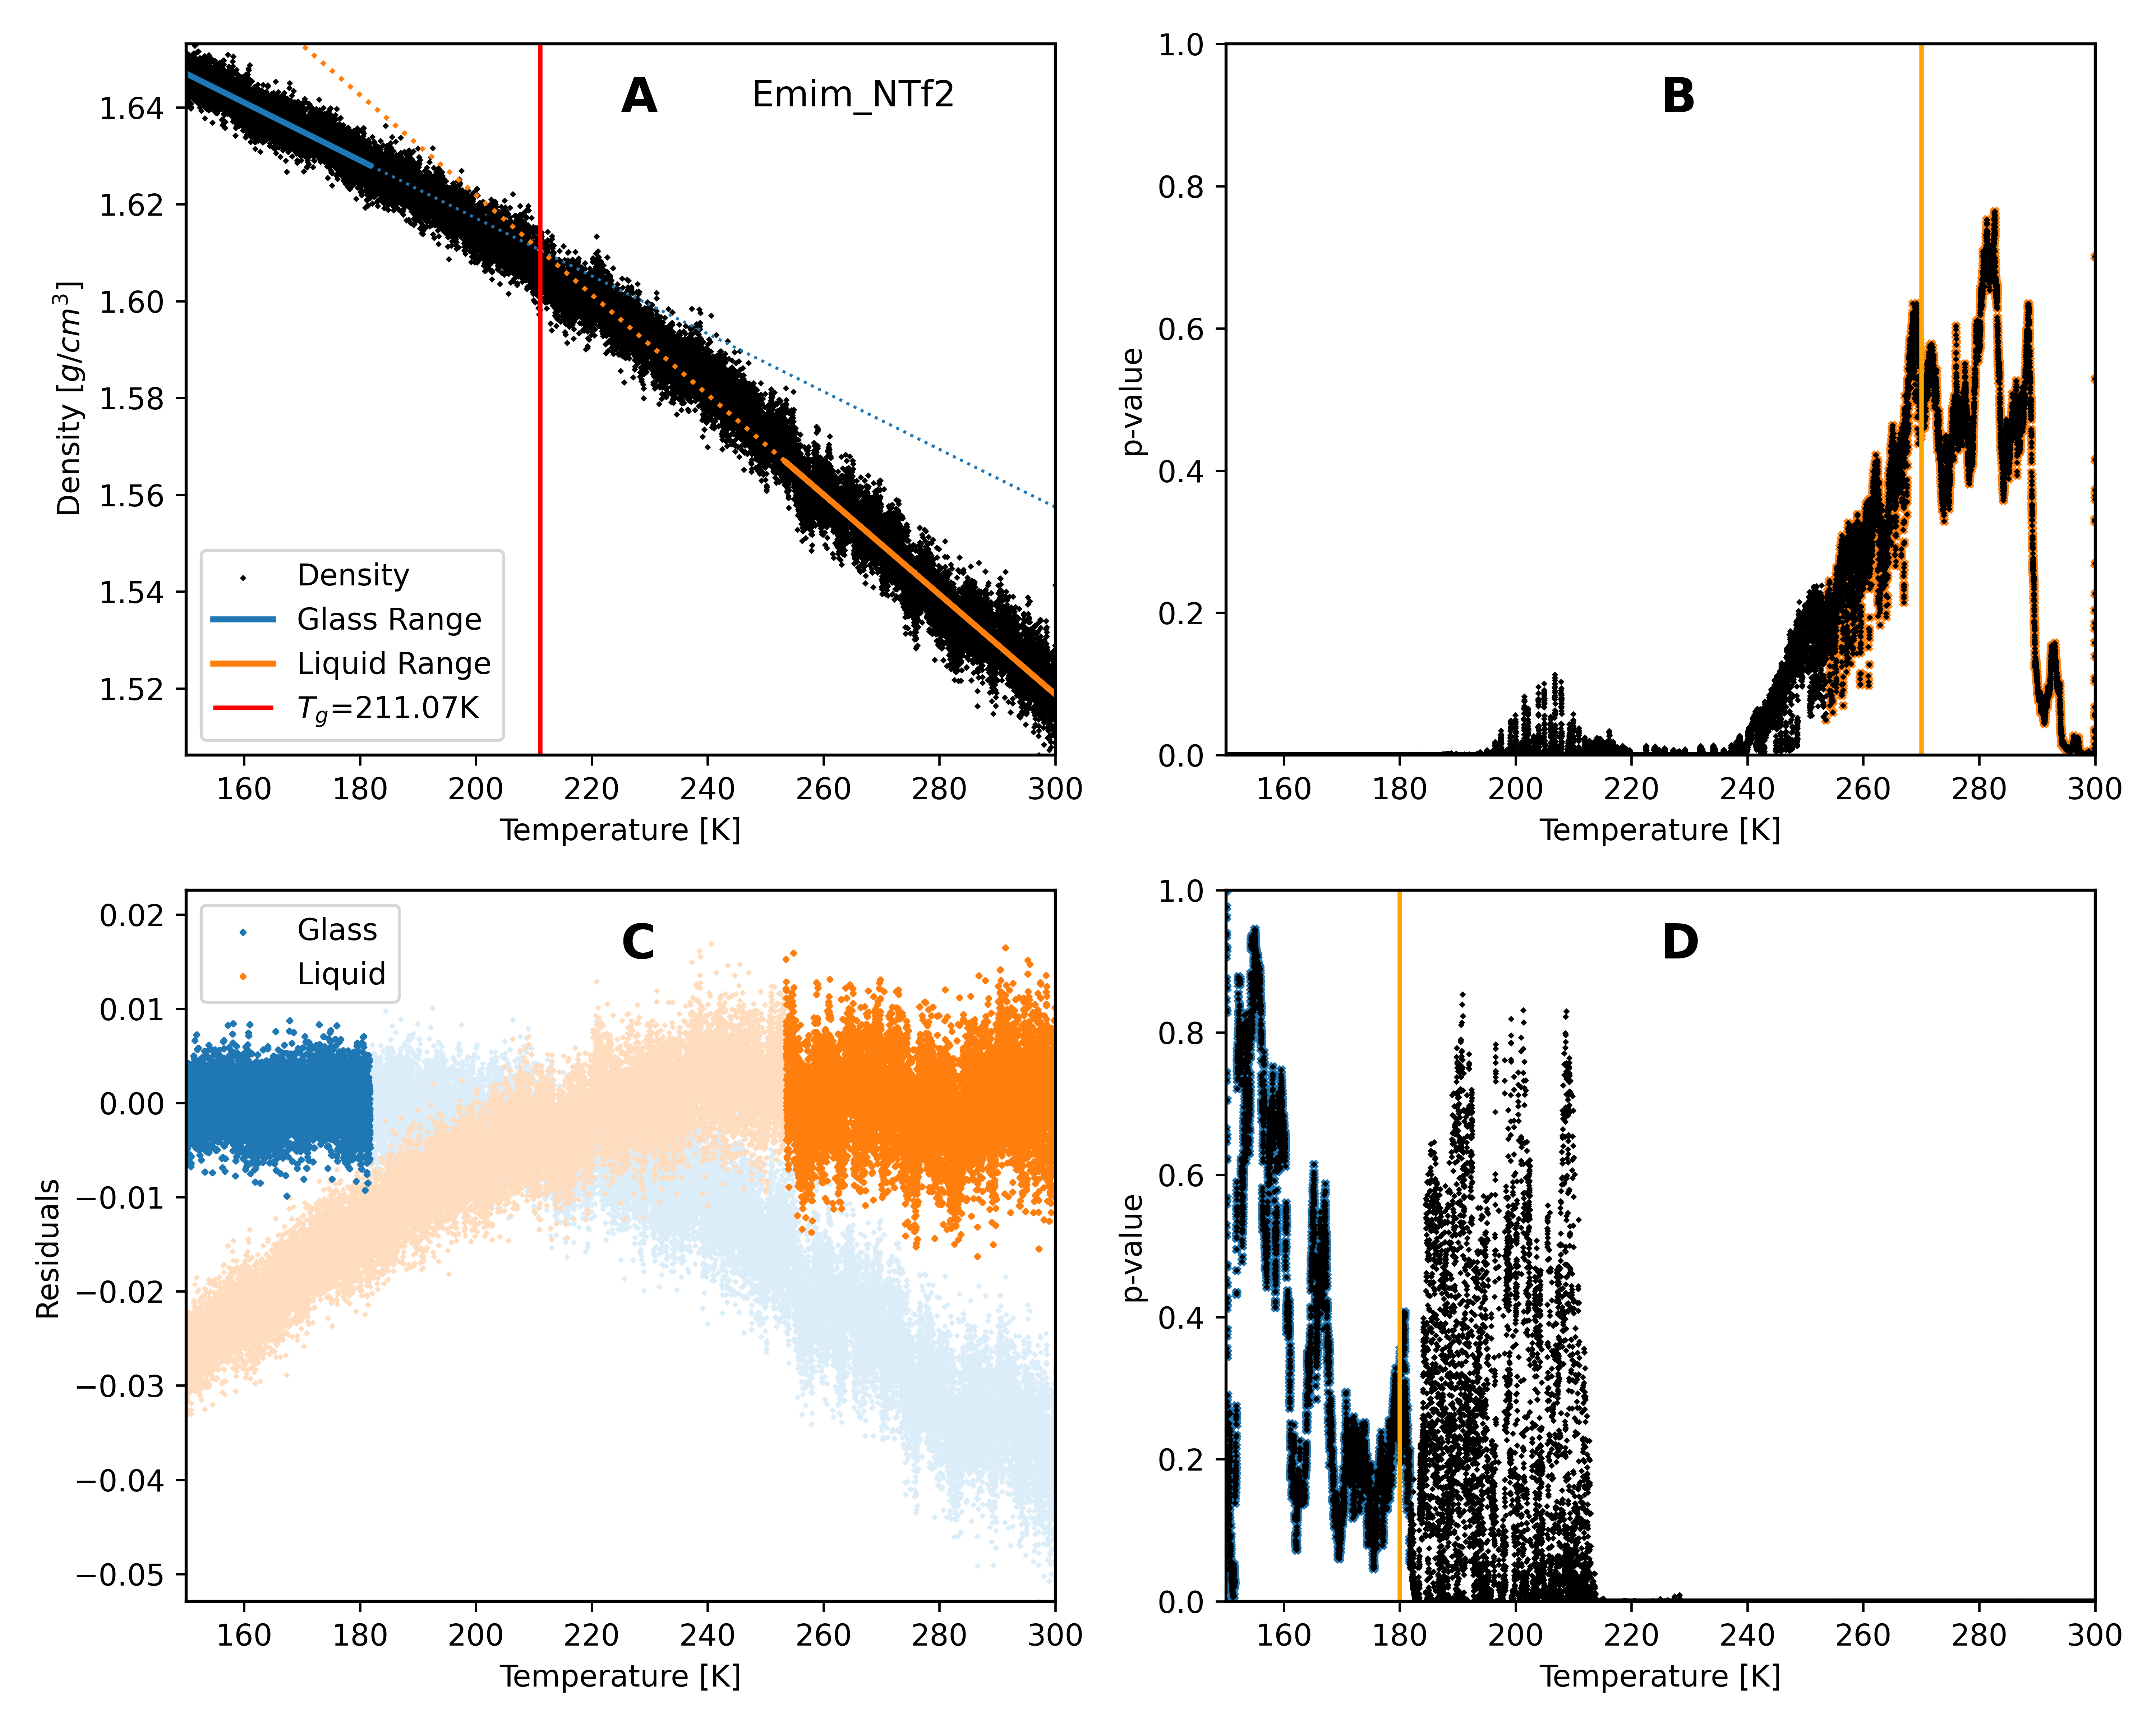 A
Emim_NTf2
1.64
1.62
1.60
1.58
1.56
1.54
1.52
Density [g/cm³]
Density
Glass Range
Liquid Range
Tg=211.07K
160 180 200 220 240 260 280 300
Temperature [K]
B
1.0
0.8
0.6
0.4
0.2
0.0
p-value
160 180 200 220 240 260 280 300
Temperature [K]
C
Glass
Liquid
0.02
0.01
0.00
−0.01
−0.02
−0.03
−0.04
−0.05
Residuals
160 180 200 220 240 260 280 300
Temperature [K]
D
1.0
0.8
0.6
0.4
0.2
0.0
p-value
160 180 200 220 240 260 280 300
Temperature [K]